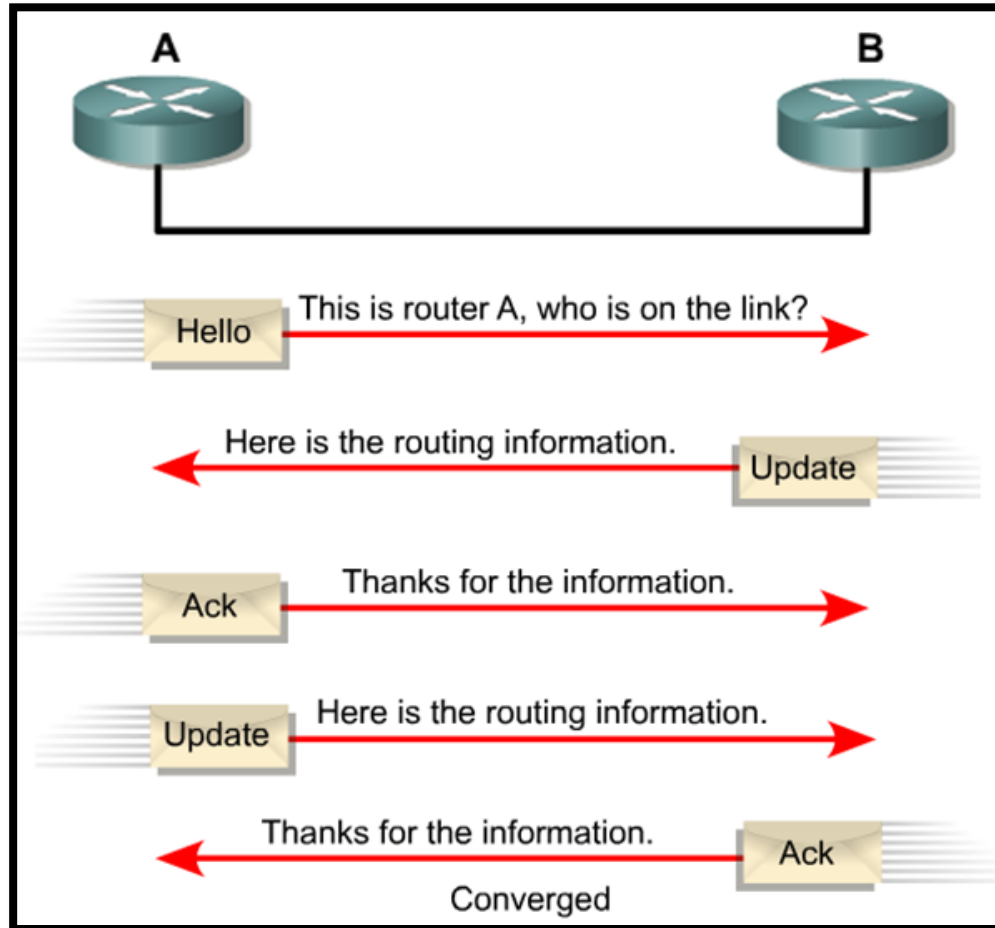 A
B
This is router A, who is on the link?
Hello
Here is the routing information.
Update
Thanks for the information.
Ack
Here is the routing information.
Update
Thanks for the information.
Ack
Converged